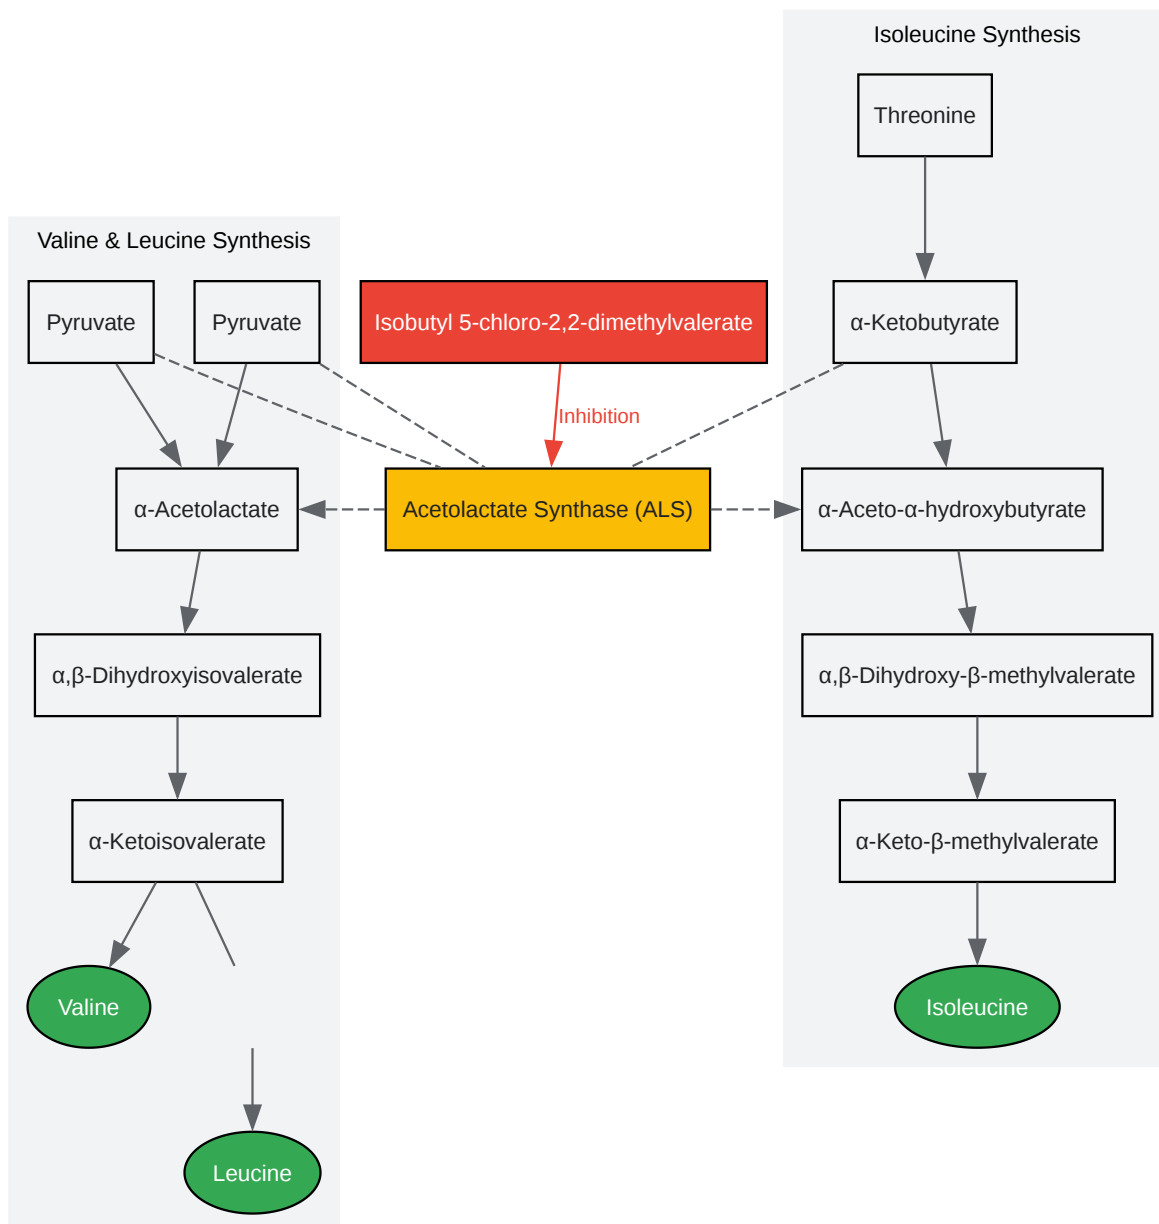 Isoleucine Synthesis
Threonine
Valine & Leucine Synthesis
Pyruvate
Pyruvate
Isobutyl 5-chloro-2,2-dimethylvalerate
α-Ketobutyrate
Inhibition
α-Acetolactate
Acetolactate Synthase (ALS)
α-Aceto-α-hydroxybutyrate
α,β-Dihydroxyisovalerate
α,β-Dihydroxy-β-methylvalerate
α-Ketoisovalerate
α-Keto-β-methylvalerate
Valine
Isoleucine
Leucine